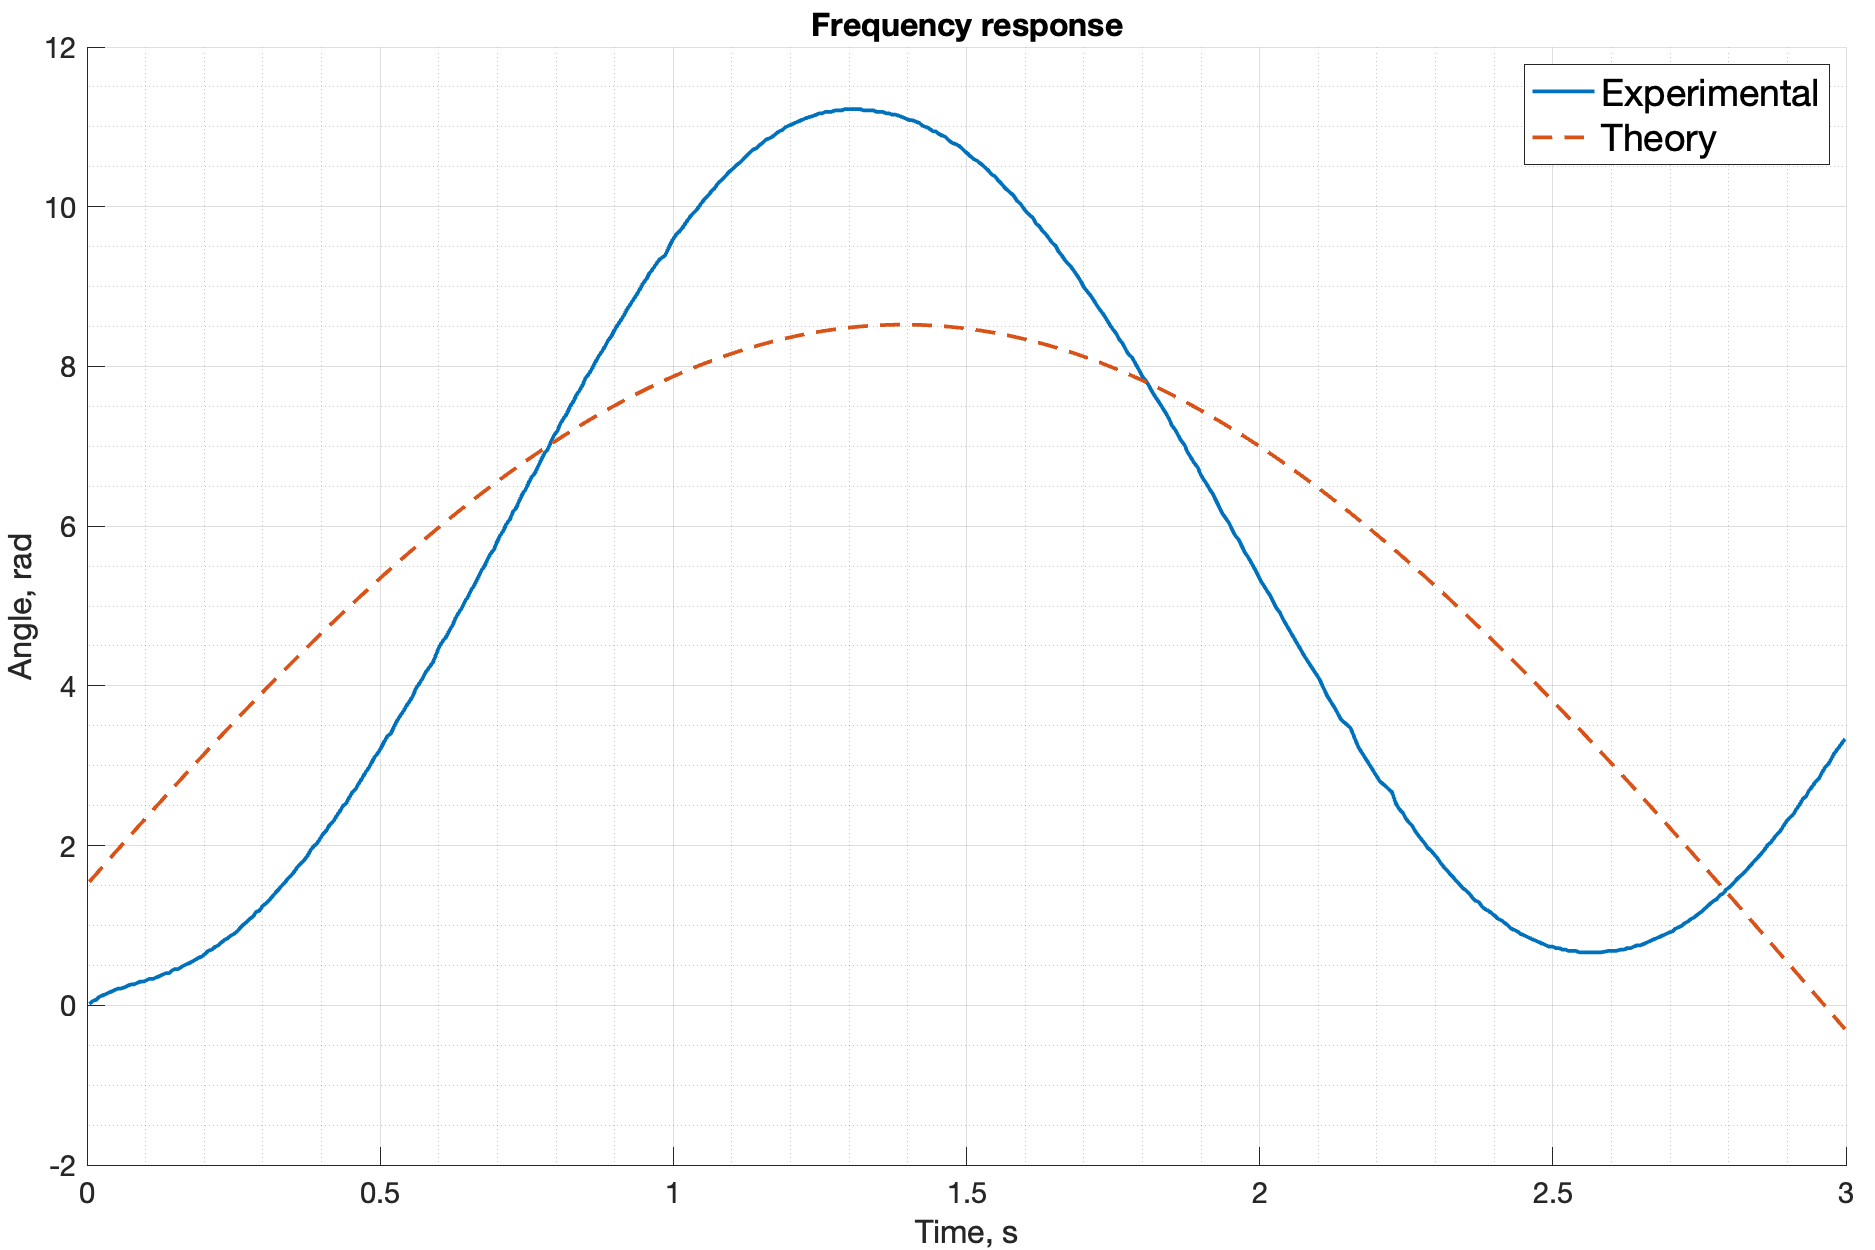 Frequency response
12
10
8
6
4
2
0
-2
Angle, rad
Experimental
Theory
0 0.5 1 1.5 2 2.5 3
Time, s